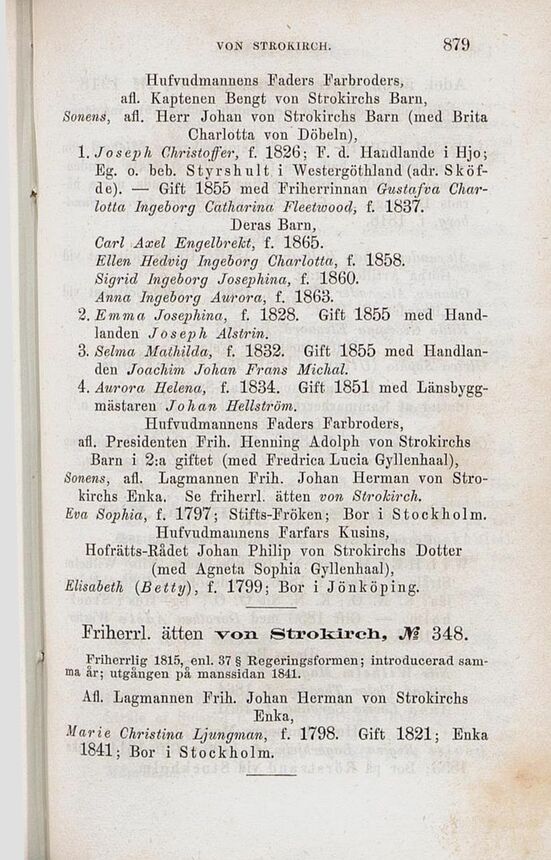 VON STROKIRCH. 879
Hufvudmannens Faders Farbroders,
afl. Kaptenen Bengt von Strokirchs Barn,
Sonens, afl. Herr Johan von Strokirchs Barn (med Brita
Charlotta von Döbeln),
1. Joseph Christoffer, f. 1826; F. d. Handlande i Hjo;
Eg. o. beb. Styrshult i Westergöthland (adr. Sköf-
de). — Gift 1855 med Friherrinnan Gustafva Char-
lotta Ingeborg Catharina Fleetwood, f. 1837.
Deras Barn,
Carl Axel Engelbrekt, f. 1865.
Ellen Hedvig Ingeborg Charlotta, f. 1858.
Sigrid Ingeborg Josephina, f. 1860.
Anna Ingeborg Aurora, f. 1863.
2. Emma Josephina, f. 1828. Gift 1855 med Hand-
landen Joseph Alstrin.
3. Selma Mathilda, f. 1832. Gift 1855 med Handlan-
den Joachim Johan Frans Michal.
4. Aurora Helena, f. 1834. Gift 1851 med Länsbygg-
mästaren Johan Hellström.
Hufvudmannens Faders Farbroders,
afl. Presidenten Frih. Henning Adolph von Strokirchs
Barn i 2:a giftet (med Fredrica Lucia Gyllenhaal),
Sonens, afl. Lagmannen Frih. Johan Herman von Stro-
kirchs Enka. Se friherrl. ätten von Strokirch.
Eva Sophia, f. 1797; Stifts-Fröken; Bor i Stockholm.
Hufvudmannens Farfars Kusins,
Hofrätts-Rådet Johan Philip von Strokirchs Dotter
(med Agneta Sophia Gyllenhaal),
Elisabeth (Betty), f. 1799; Bor i Jönköping.
Friherrl. ätten von Strokirch, № 348.
Friherrlig 1815, enl. 37 § Regeringsformen; introducerad sam-
ma år; utgången på manssidan 1841.
Afl. Lagmannen Frih. Johan Herman von Strokirchs
Enka,
Marie Christina Ljungman, f. 1798. Gift 1821; Enka
1841; Bor i Stockholm.